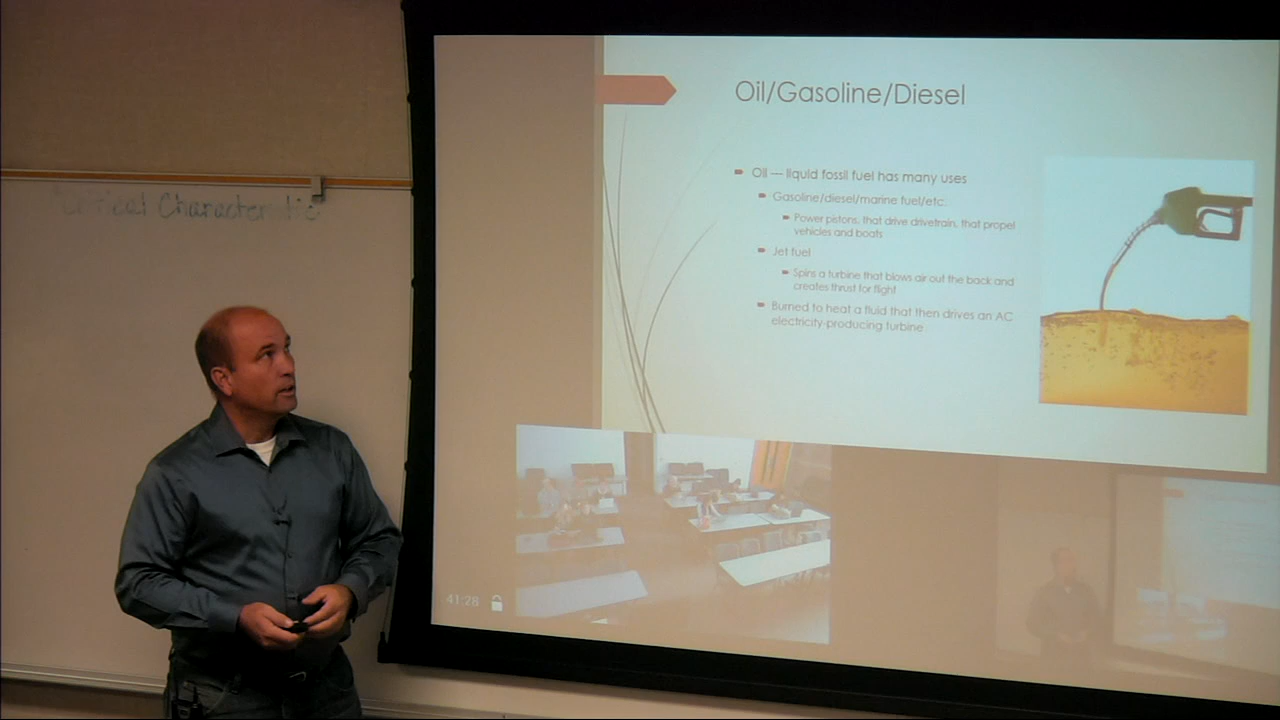 Critical Characteristic
Oil/Gasoline/Diesel
Oil — liquid fossil fuel has many uses
Gasoline/diesel/marine fuel/etc.
Power pistons, that drive drivetrain, that propel
vehicles and boats
Jet fuel
Spins a turbine that blows air out the back and
creates thrust for flight
Burned to heat a fluid that then drives an AC
electricity-producing turbine
41:28